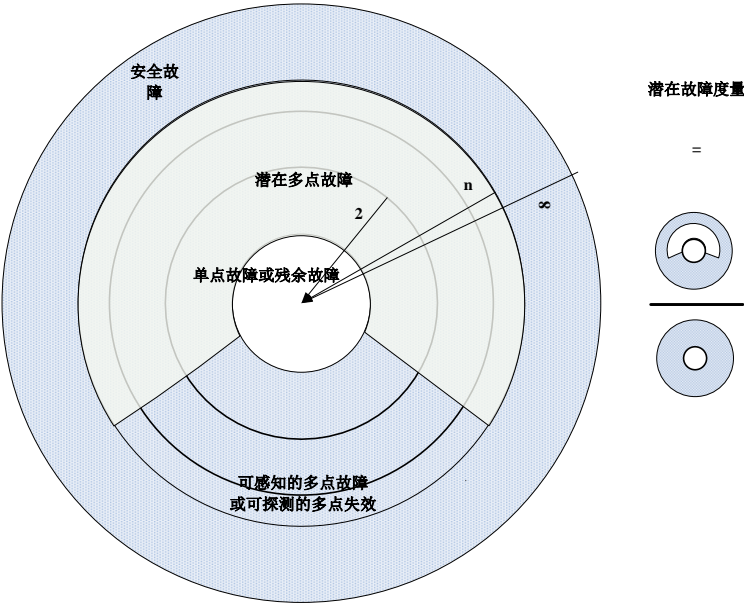 安全故
障
潜在故障度量
=
潜在多点故障
n
2
∞
单点故障或残余故障
可感知的多点故障
或可探测的多点失效